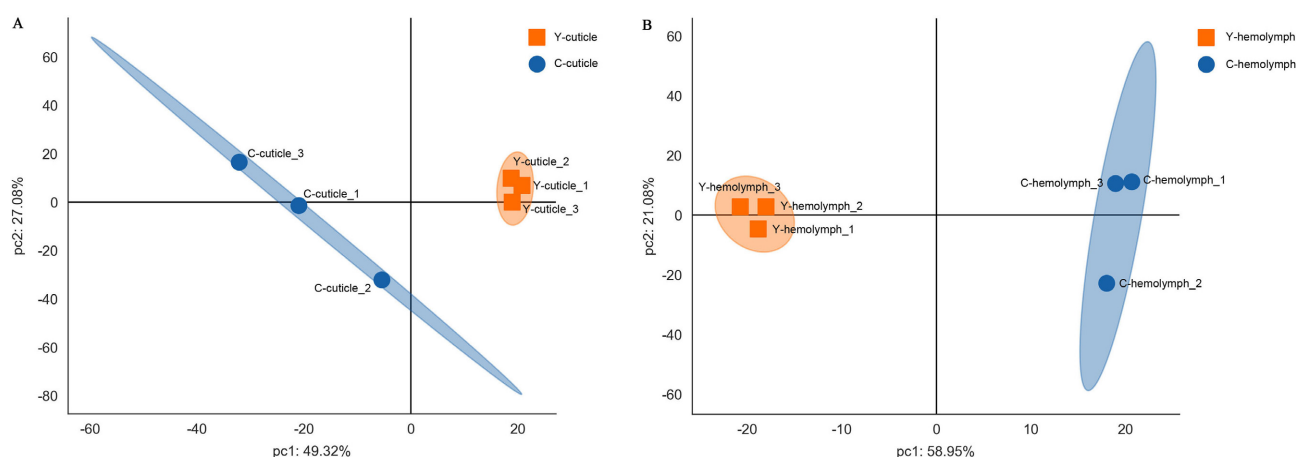 A
Y-cuticle
C-cuticle
60
40
20
0
-20
-40
-60
-80
C-cuticle_3
C-cuticle_1
C-cuticle_2
Y-cuticle_2
Y-cuticle_1
Y-cuticle_3
-60
-40
-20
0
20
pc1: 49.32%
pc2: 27.08%
B
Y-hemolymph
C-hemolymph
60
40
20
0
-20
-40
-60
Y-hemolymph_3
Y-hemolymph_2
Y-hemolymph_1
C-hemolymph_3
C-hemolymph_1
C-hemolymph_2
-20
-10
0
10
20
pc1: 58.95%
pc2: 21.08%